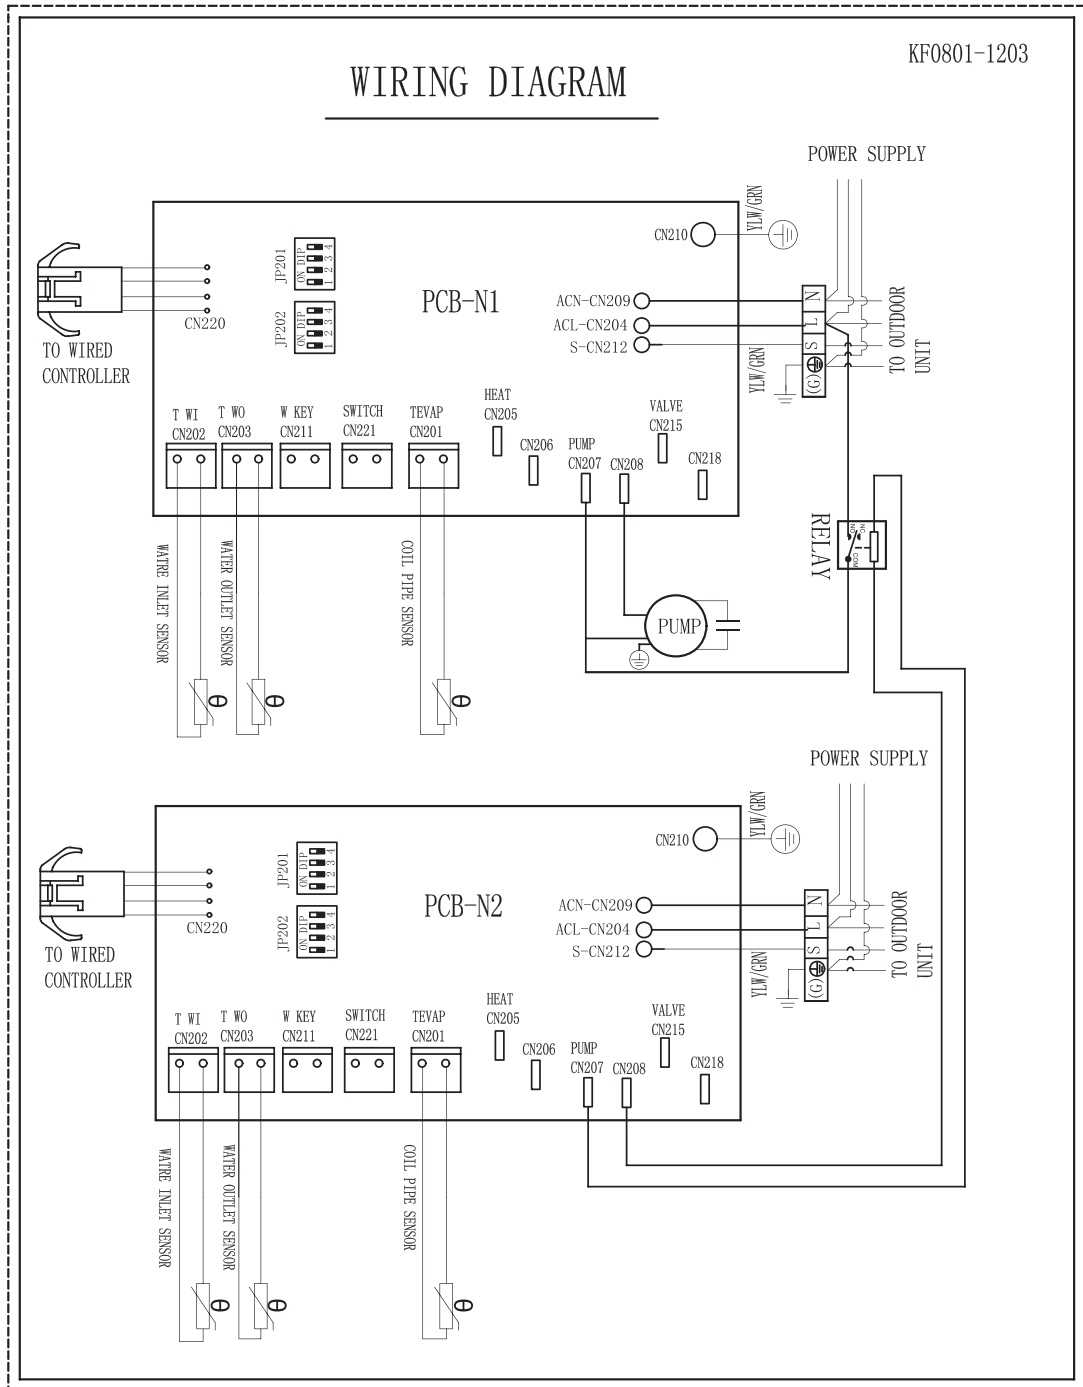 KF0801-1203
WIRING DIAGRAM
POWER SUPPLY
YLW/GRN
CN210
JP201
ON DIP
1 2 3 4
JP202
ON DIP
1 2 3 4
PCB-N1
ACN-CN209
ACL-CN204
S-CN212
N
L
S
(G)
YLW/GRN
TO OUTDOOR
UNIT
CN220
TO WIRED
CONTROLLER
T WI
CN202
T WO
CN203
W KEY
CN211
SWITCH
CN221
TEVAP
CN201
HEAT
CN205
CN206
PUMP
CN207
CN208
VALVE
CN215
CN218
WATRE INLET SENSOR
WATER OUTLET SENSOR
COIL PIPE SENSOR
θ
θ
θ
PUMP
RELAY
NO
NC
COM
POWER SUPPLY
YLW/GRN
CN210
JP201
ON DIP
1 2 3 4
JP202
ON DIP
1 2 3 4
PCB-N2
ACN-CN209
ACL-CN204
S-CN212
N
L
S
(G)
YLW/GRN
TO OUTDOOR
UNIT
CN220
TO WIRED
CONTROLLER
T WI
CN202
T WO
CN203
W KEY
CN211
SWITCH
CN221
TEVAP
CN201
HEAT
CN205
CN206
PUMP
CN207
CN208
VALVE
CN215
CN218
WATRE INLET SENSOR
WATER OUTLET SENSOR
COIL PIPE SENSOR
θ
θ
θ